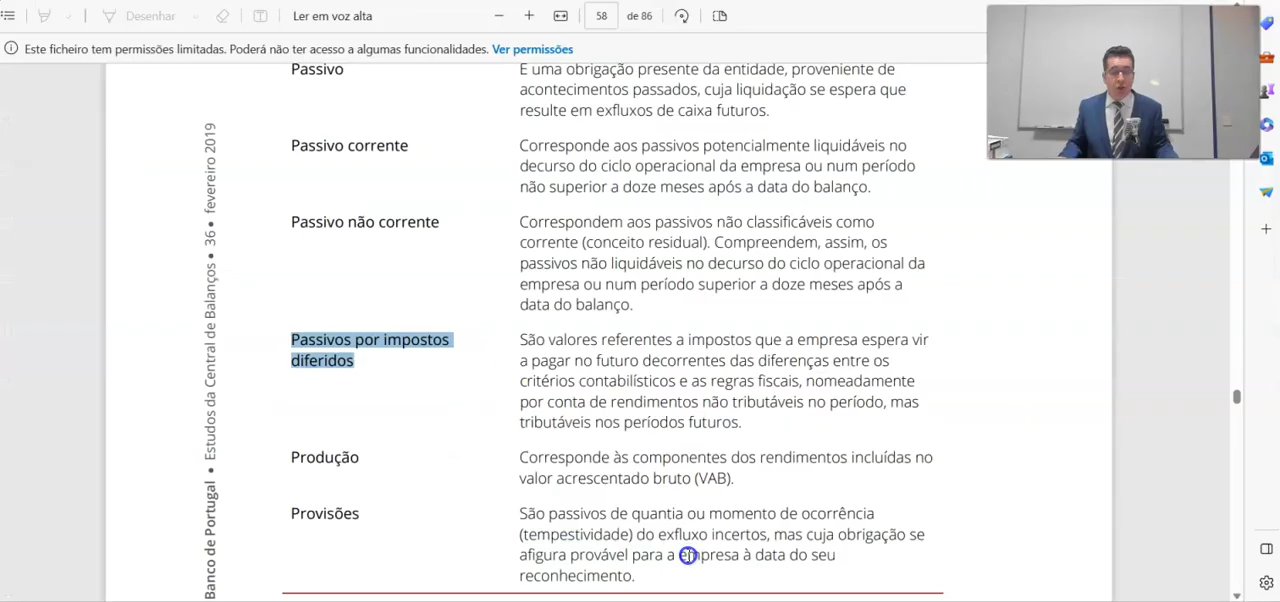 Desenhar
Ler em voz alta
58
de 86
Este ficheiro tem permissões limitadas. Poderá não ter acesso a algumas funcionalidades. Ver permissões
Passivo
É uma obrigação presente da entidade, proveniente de
acontecimentos passados, cuja liquidação se espera que
resulte em exfluxos de caixa futuros.
Passivo corrente
Corresponde aos passivos potencialmente liquidáveis no
decurso do ciclo operacional da empresa ou num período
não superior a doze meses após a data do balanço.
Passivo não corrente
Correspondem aos passivos não classificáveis como
corrente (conceito residual). Compreendem, assim, os
passivos não liquidáveis no decurso do ciclo operacional da
empresa ou num período superior a doze meses após a
data do balanço.
Passivos por impostos
diferidos
São valores referentes a impostos que a empresa espera vir
a pagar no futuro decorrentes das diferenças entre os
critérios contabilísticos e as regras fiscais, nomeadamente
por conta de rendimentos não tributáveis no período, mas
tributáveis nos períodos futuros.
Produção
Corresponde às componentes dos rendimentos incluídas no
valor acrescentado bruto (VAB).
Provisões
São passivos de quantia ou momento de ocorrência
(tempestividade) do exfluxo incertos, mas cuja obrigação se
afigura provável para a empresa à data do seu
reconhecimento.
Banco de Portugal • Estudos da Central de Balanços • 36 • fevereiro 2019